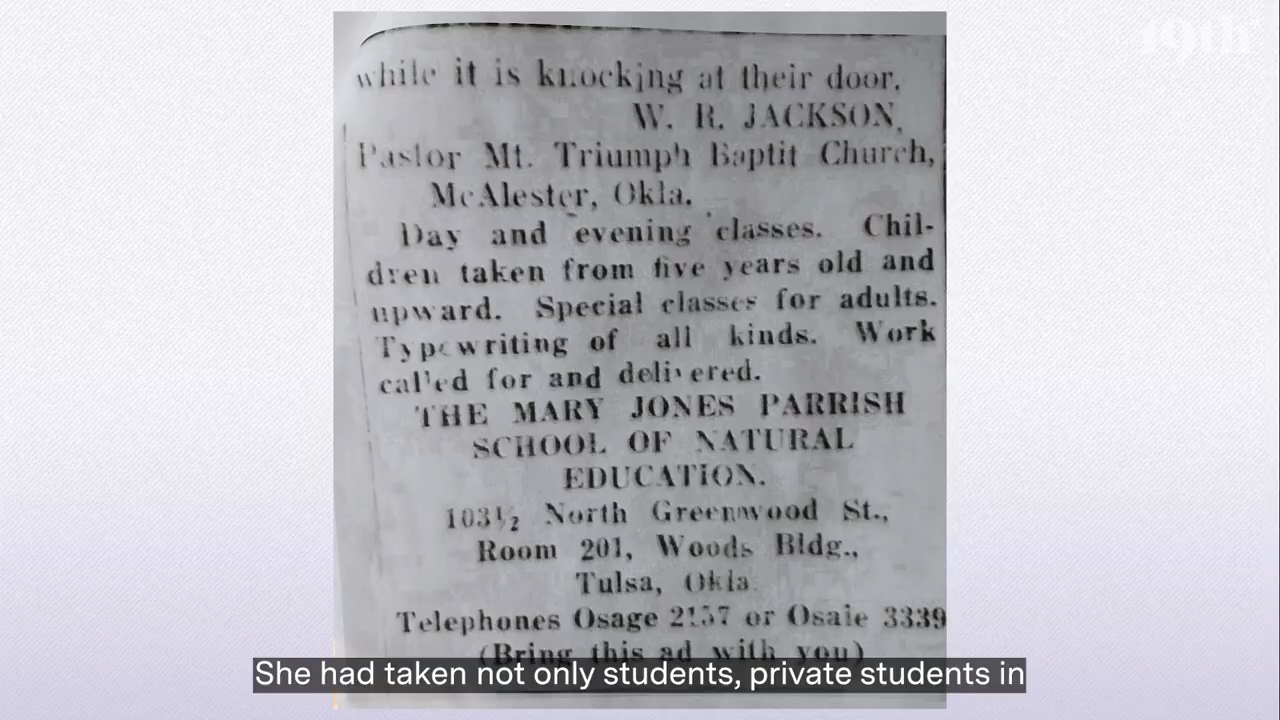 19th
while it is knocking at their door.
W. R. JACKSON,
Pastor Mt. Triumph Baptit Church,
McAlester, Okla.
Day and evening classes. Chil-
dren taken from five years old and
upward. Special classes for adults.
Typewriting of all kinds. Work
called for and delivered.
THE MARY JONES PARRISH
SCHOOL OF NATURAL
EDUCATION.
103½ North Greenwood St.,
Room 201, Woods Bldg.,
Tulsa, Okla.
Telephones Osage 2157 or Osaie 3339
(Bring this ad with you)
She had taken not only students, private students in